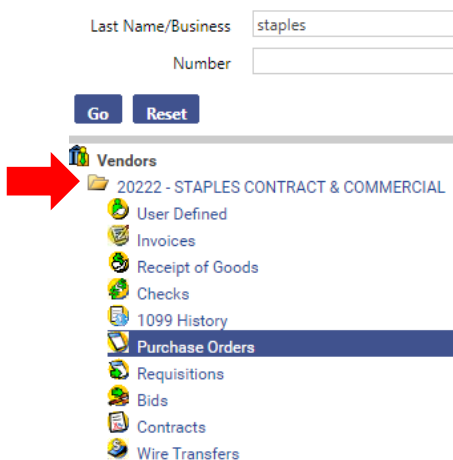 Last Name/Business staples
Number
Go Reset
Vendors
20222 - STAPLES CONTRACT & COMMERCIAL
User Defined
Invoices
Receipt of Goods
Checks
1099 History
Purchase Orders
Requisitions
Bids
Contracts
Wire Transfers